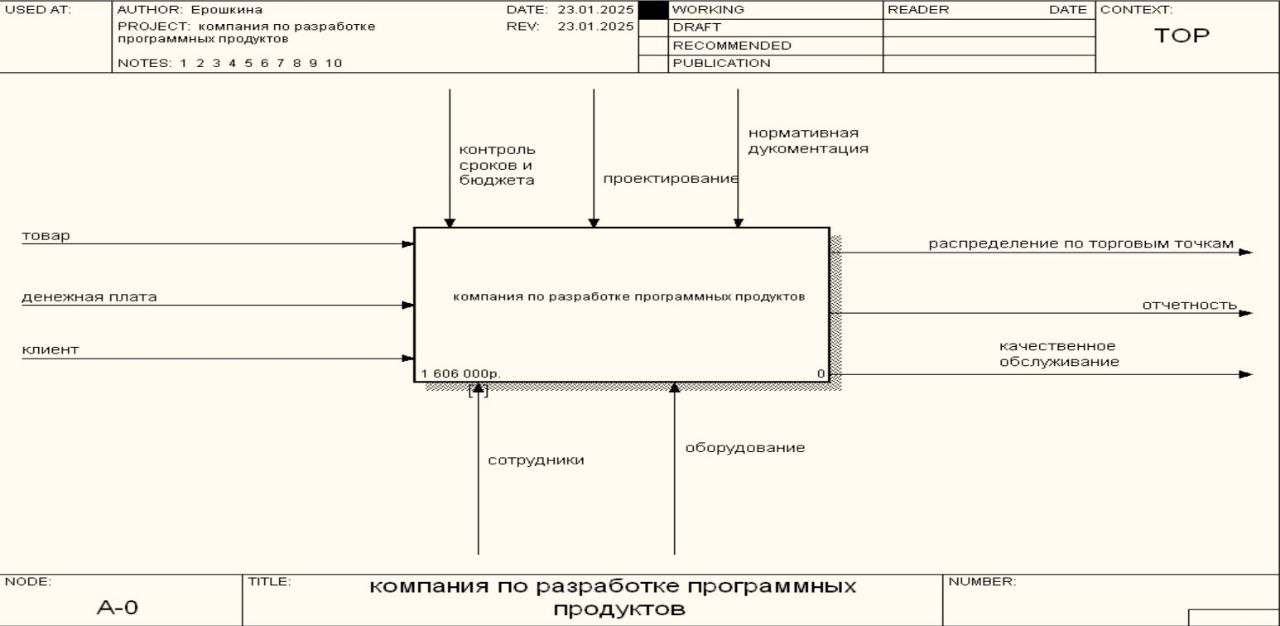 USED AT:
AUTHOR: Ерошкина
DATE: 23.01.2025
PROJECT: компания по разработке
программных продуктов
REV: 23.01.2025
NOTES: 1 2 3 4 5 6 7 8 9 10
WORKING
DRAFT
RECOMMENDED
PUBLICATION
READER
DATE
CONTEXT:
TOP
контроль
сроков и
бюджета
проектирование
нормативная
дукоментация
товар
денежная плата
клиент
компания по разработке программных продуктов
1 606 000р.
0
распределение по торговым точкам
отчетность
качественное
обслуживание
сотрудники
оборудование
NODE:
A-0
TITLE:
компания по разработке программных
продуктов
NUMBER: